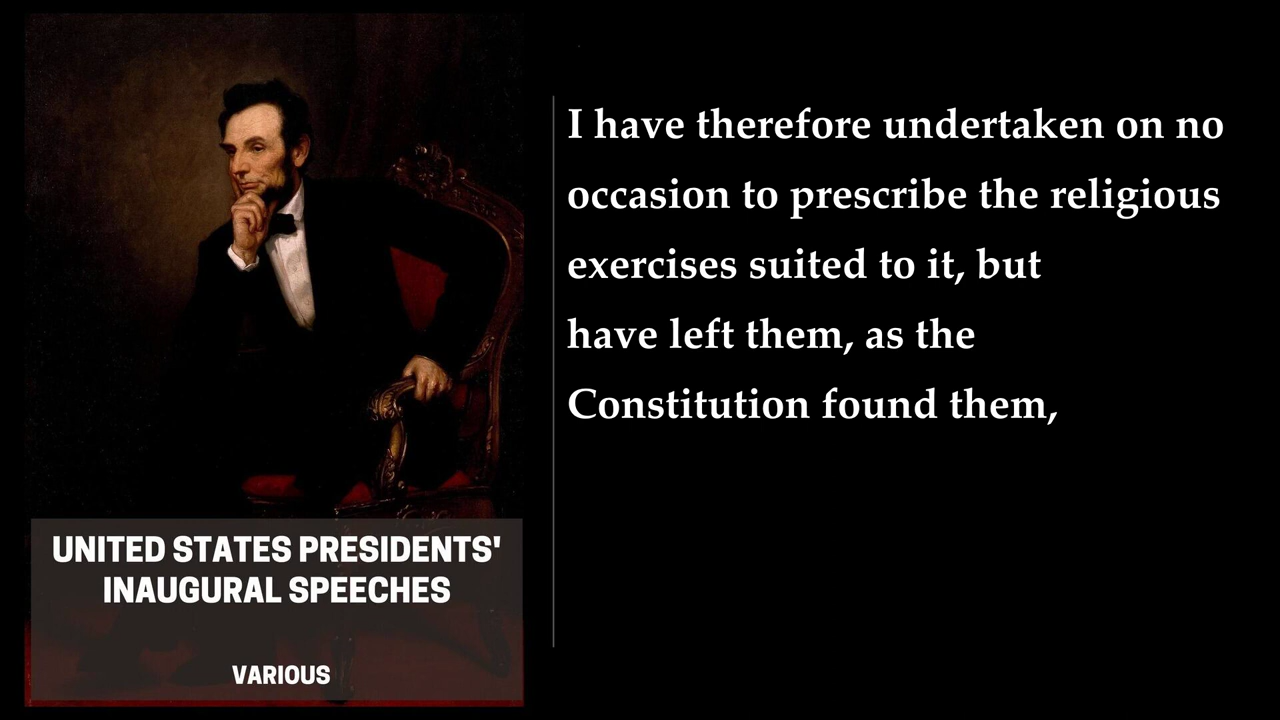 UNITED STATES PRESIDENTS'
INAUGURAL SPEECHES
VARIOUS
I have therefore undertaken on no
occasion to prescribe the religious
exercises suited to it, but
have left them, as the
Constitution found them,